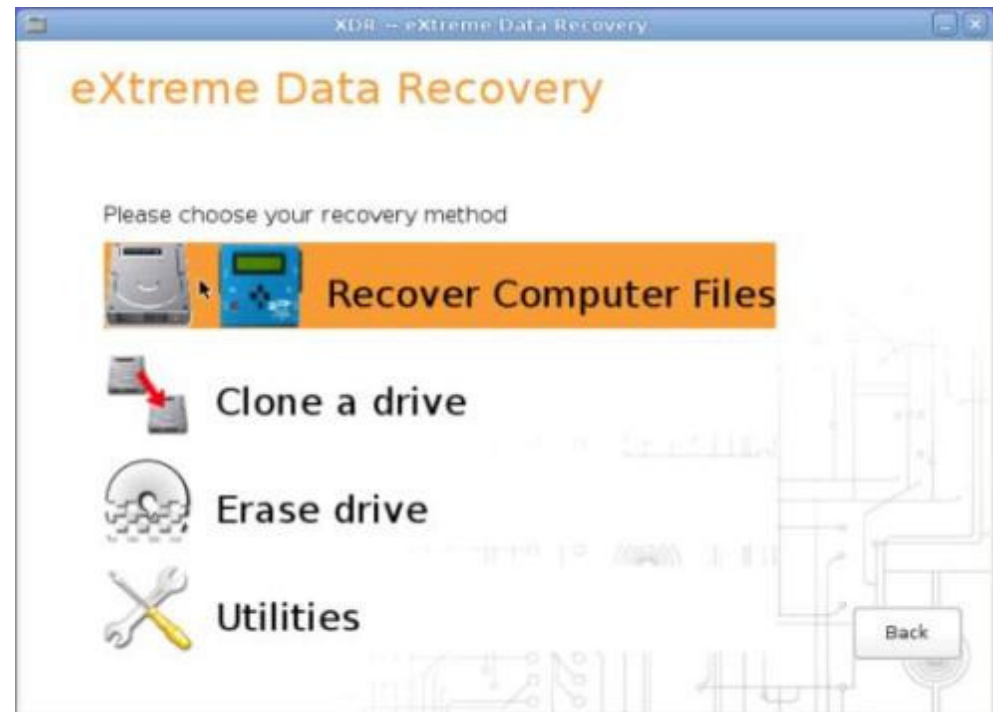 XDR -- eXtreme Data Recovery
eXtreme Data Recovery
Please choose your recovery method
Recover Computer Files
Clone a drive
Erase drive
Utilities
Back